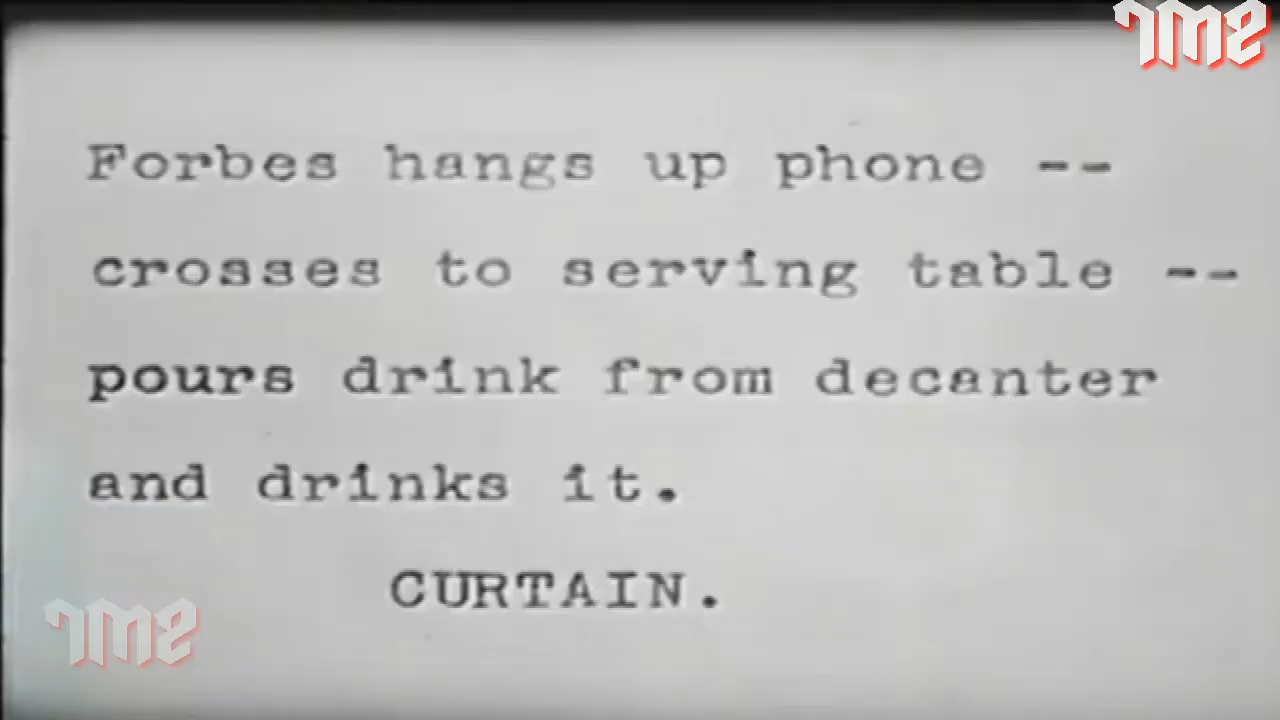 Forbes hangs up phone --
crosses to serving table --
pours drink from decanter
and drinks it.
CURTAIN.